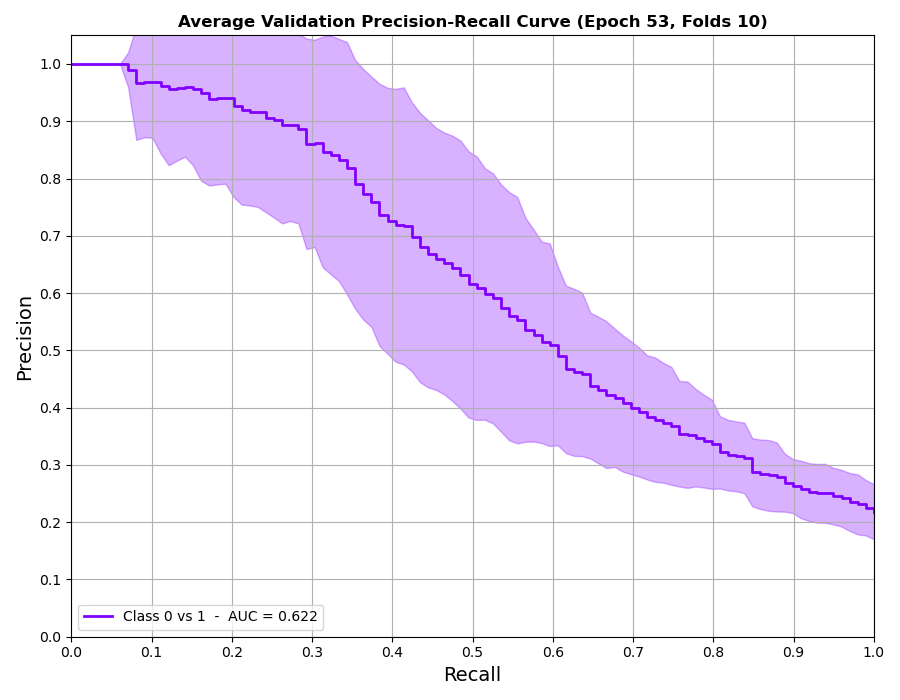 Average Validation Precision-Recall Curve (Epoch 53, Folds 10)
Precision
1.0
0.9
0.8
0.7
0.6
0.5
0.4
0.3
0.2
0.1
0.0
Class 0 vs 1 - AUC = 0.622
0.0 0.1 0.2 0.3 0.4 0.5 0.6 0.7 0.8 0.9 1.0
Recall